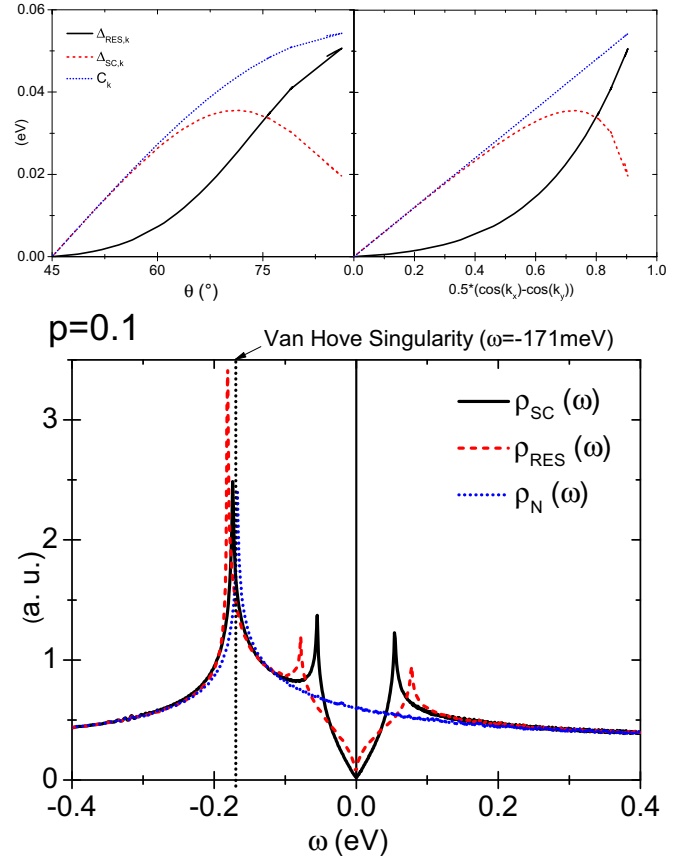 0.06
0.04
0.02
0.00
(eV)
Δ_RES,k
Δ_SC,k
C_k
45 60 75 0.0 0.2 0.4 0.6 0.8 1.0
θ (°)
0.5*(cos(k_x)-cos(k_y))
p=0.1
Van Hove Singularity (ω=-171meV)
3
2
1
0
(a. u.)
ρ_SC (ω)
ρ_RES (ω)
ρ_N (ω)
-0.4 -0.2 0.0 0.2 0.4
ω (eV)